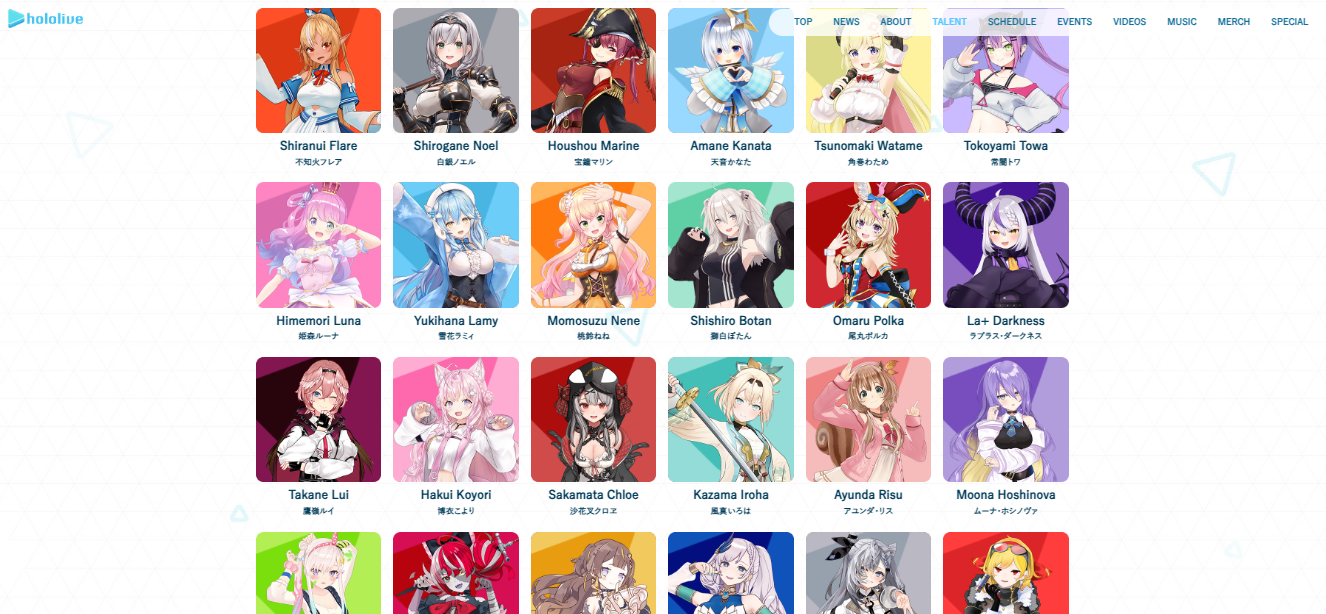 hololive
TOP NEWS ABOUT TALENT SCHEDULE EVENTS VIDEOS MUSIC MERCH SPECIAL
Shiranui Flare Shirogane Noel Houshou Marine Amane Kanata Tsunomaki Watame Tokoyami Towa
不知火フレア 白銀ノエル 宝鐘マリン 天音かなた 角巻わため 常闇トワ
Himemori Luna Yukihana Lamy Momosuzu Nene Shishiro Botan Omaru Polka La+ Darkness
姫森ルーナ 雪花ラミィ 桃鈴ねね 獅白ぼたん 尾丸ポルカ ラプラス・ダークネス
Takane Lui Hakui Koyori Sakamata Chloe Kazama Iroha Ayunda Risu Moona Hoshinova
鷹嶺ルイ 博衣こより 沙花叉クロヱ 風真いろは アユンダ・リス ムーナ・ホシノヴァ